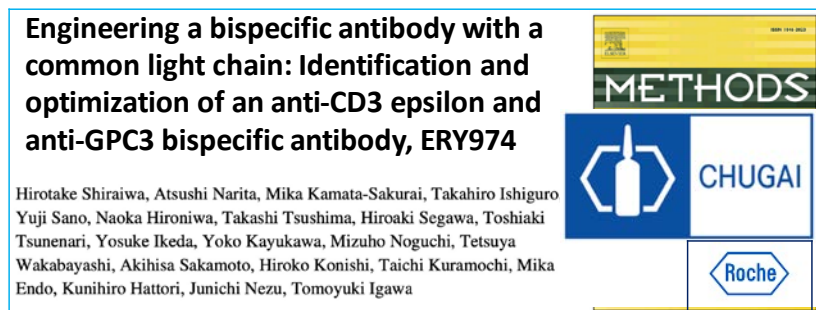 Engineering a bispecific antibody with a
common light chain: Identification and
optimization of an anti-CD3 epsilon and
anti-GPC3 bispecific antibody, ERY974
Hirotake Shiraiwa, Atsushi Narita, Mika Kamata-Sakurai, Takahiro Ishiguro
Yuji Sano, Naoka Hironiwa, Takashi Tsushima, Hiroaki Segawa, Toshiaki
Tsunenari, Yosuke Ikeda, Yoko Kayukawa, Mizuho Noguchi, Tetsuya
Wakabayashi, Akihisa Sakamoto, Hiroko Konishi, Taichi Kuramochi, Mika
Endo, Kunihiro Hattori, Junichi Nezu, Tomoyuki Igawa
METHODS
CHUGAI
Roche